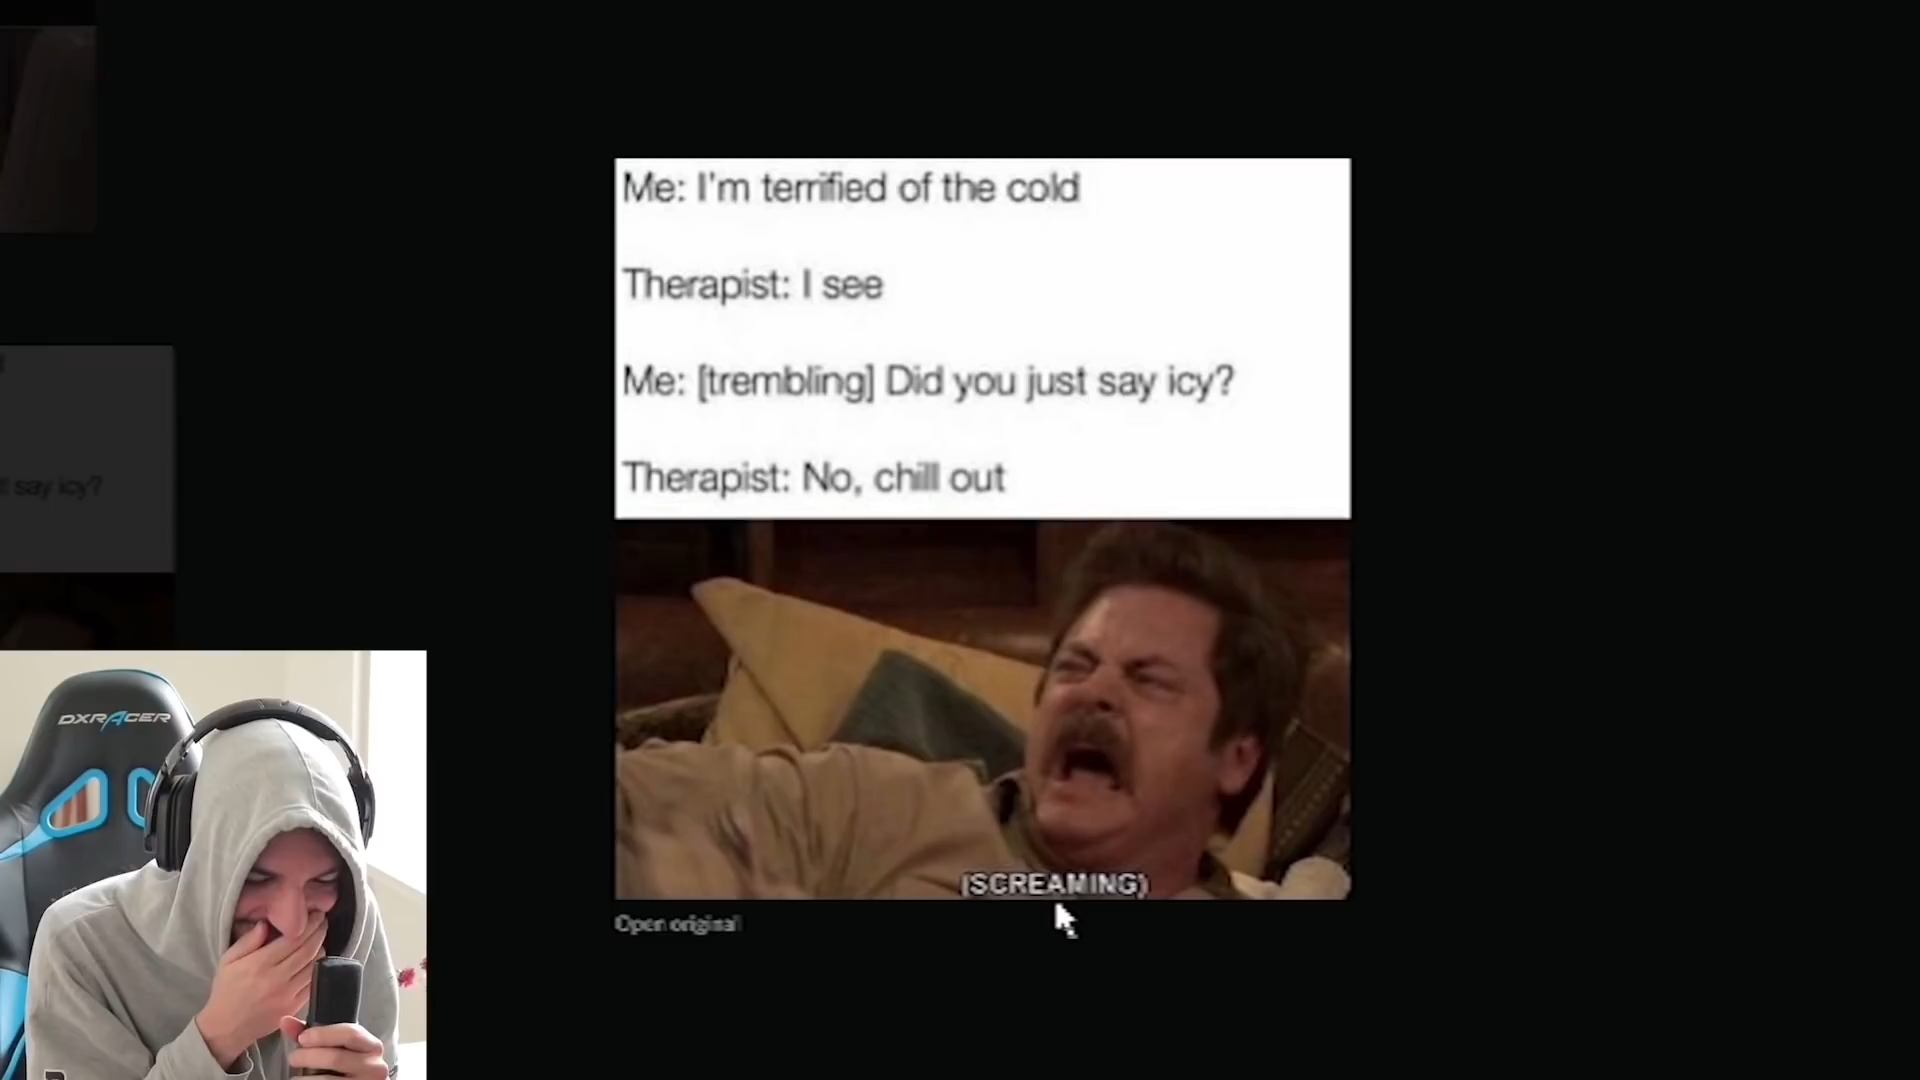 Me: I'm terrified of the cold
Therapist: I see
Me: [trembling] Did you just say icy?
Therapist: No, chill out
say icy?
(SCREAMING)
Open original
DXRACER